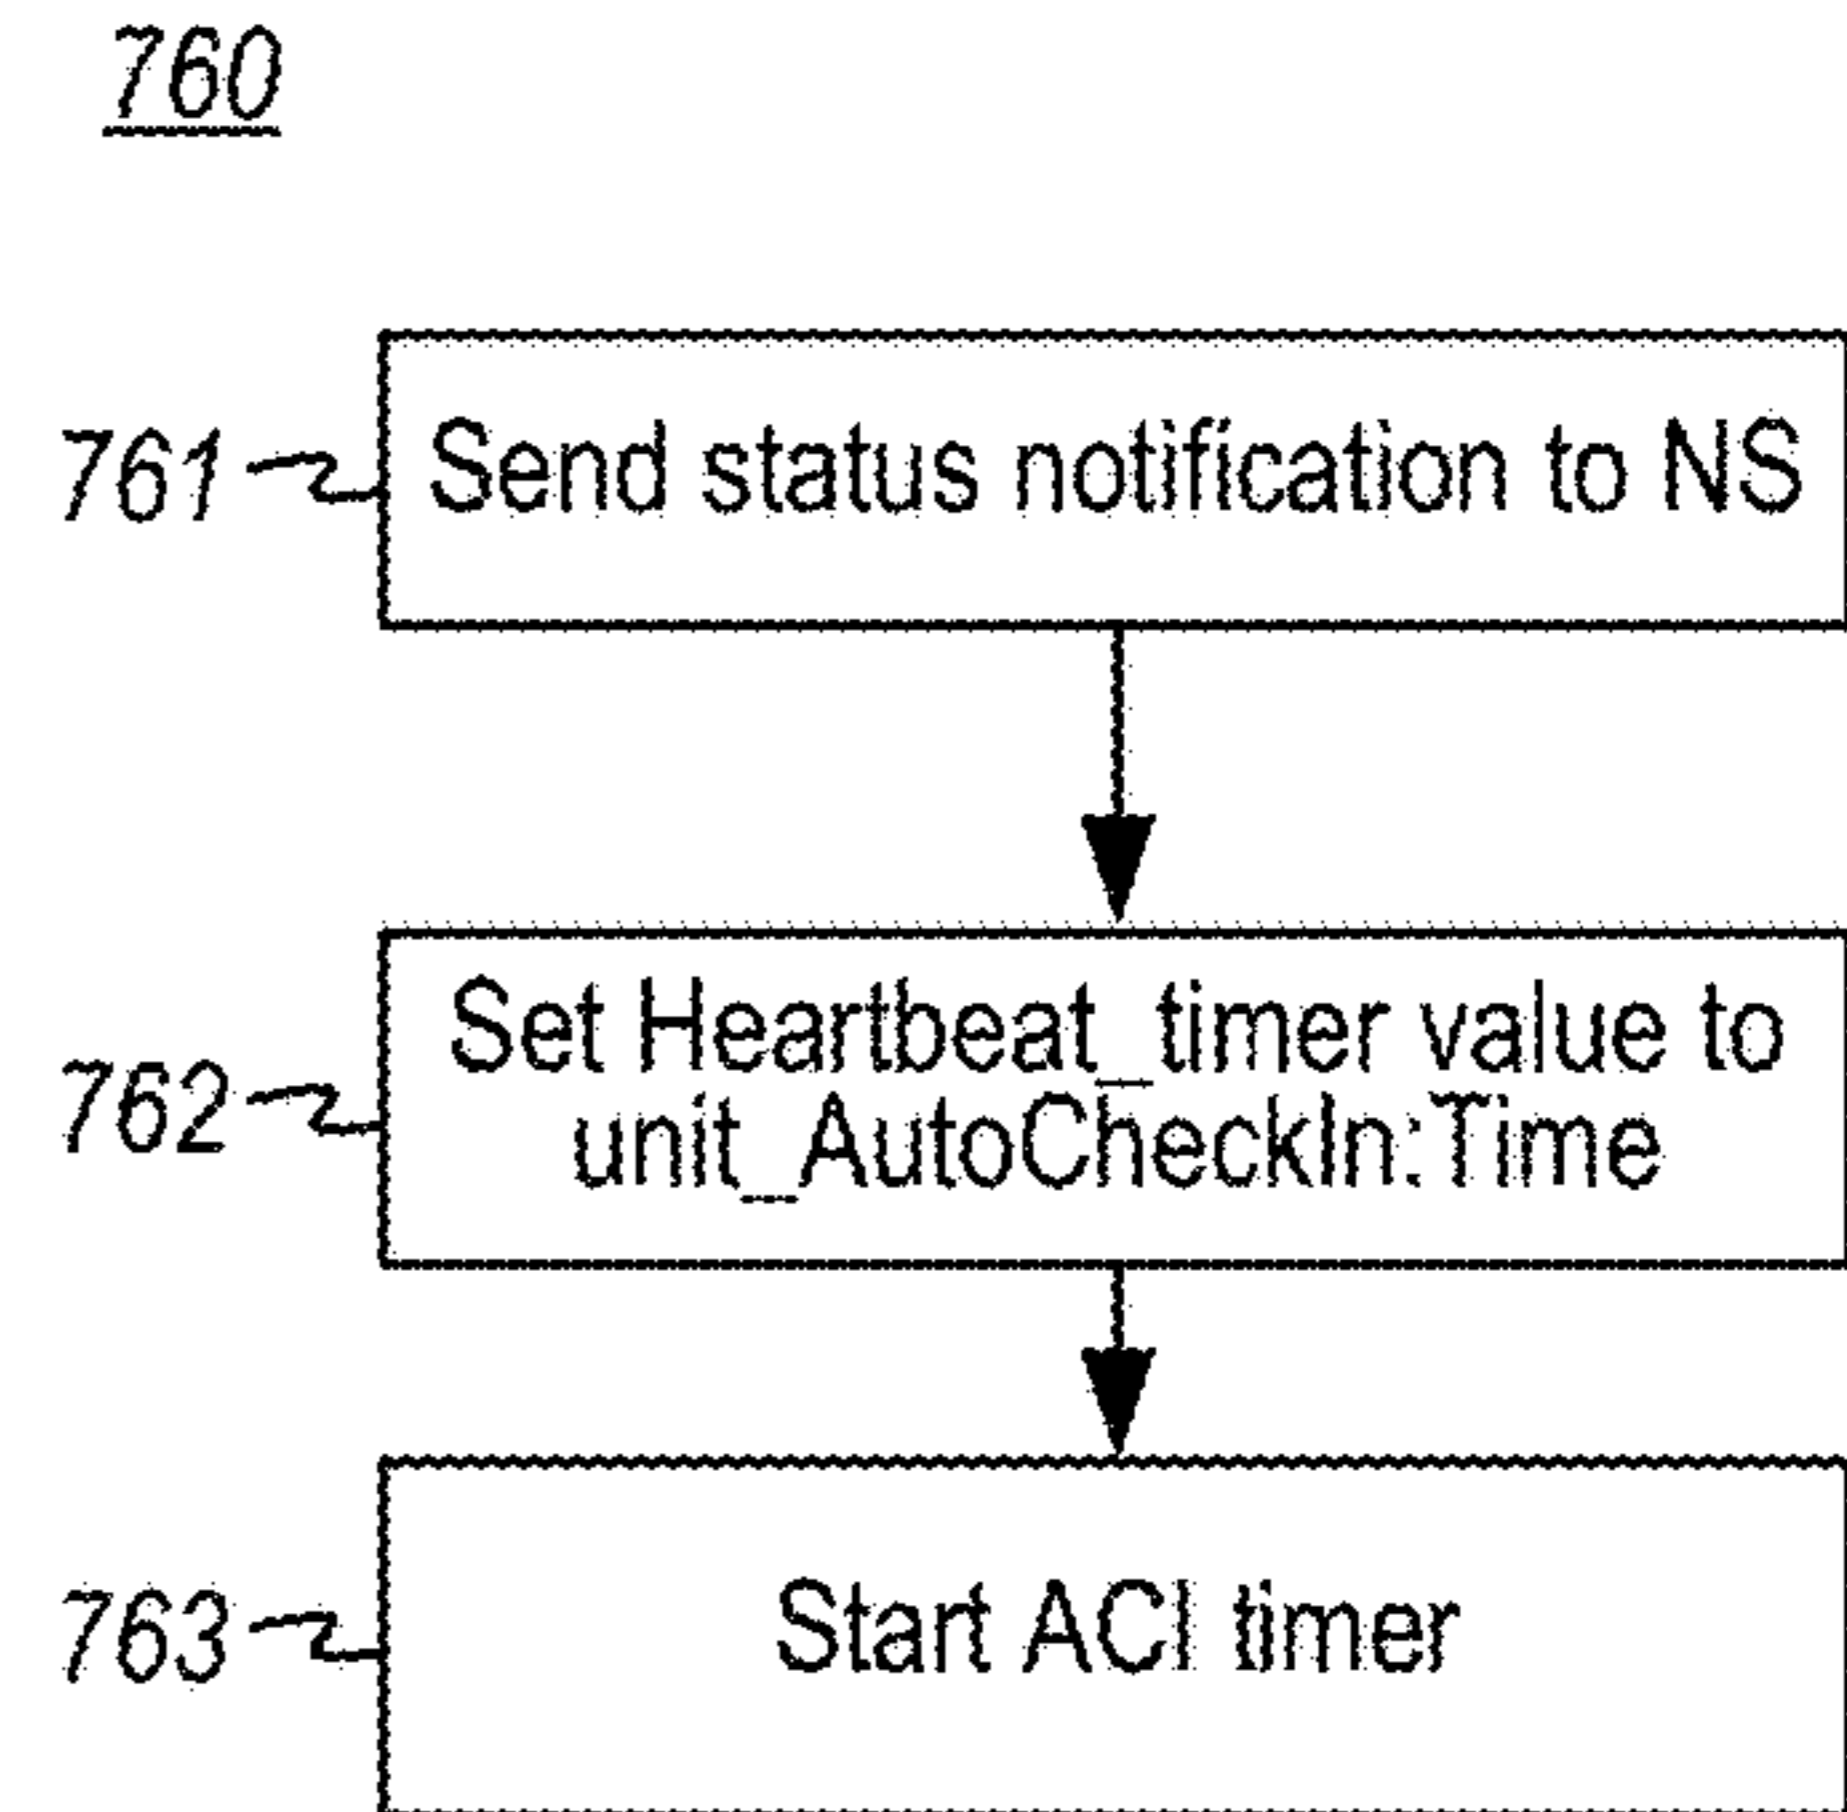 760
761
Send status notification to NS
762
Set Heartbeat_timer value to
unit_AutoCheckIn:Time
763
Start ACI timer